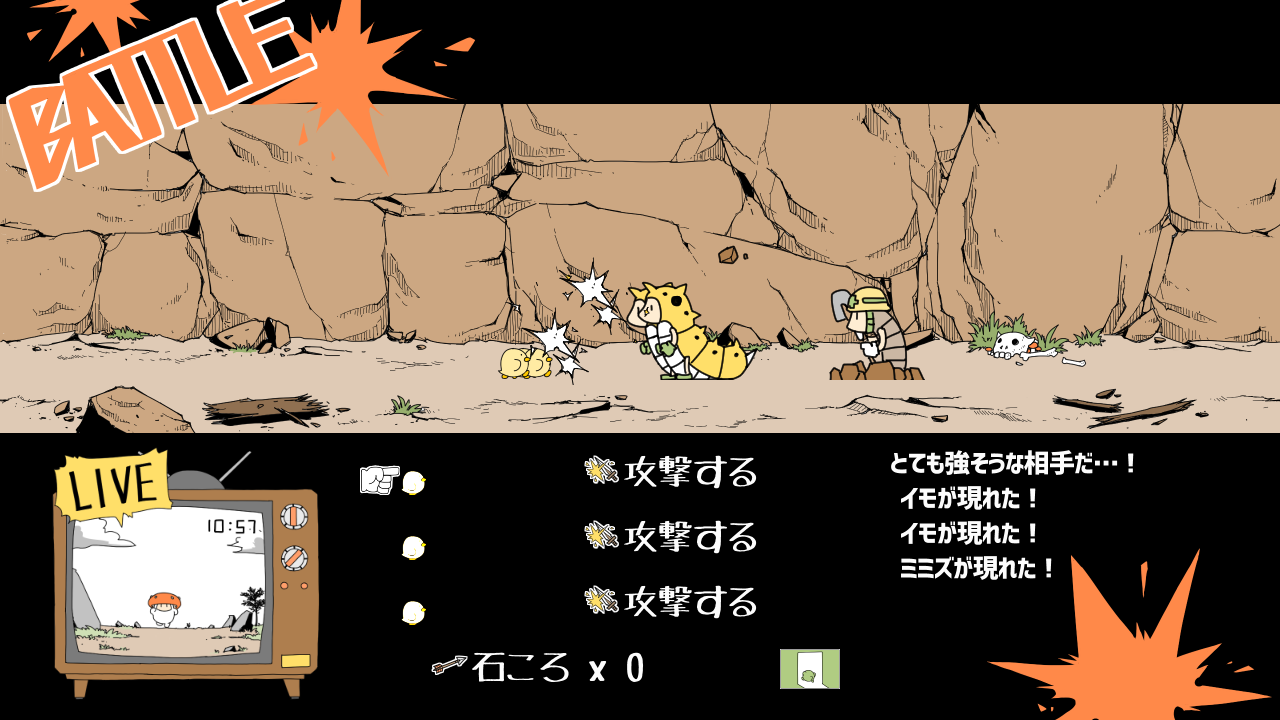 BATTLE
LIVE
10:57
攻撃する
攻撃する
攻撃する
石ころ x 0
とても強そうな相手だ…！
イモが現れた！
イモが現れた！
ミミズが現れた！